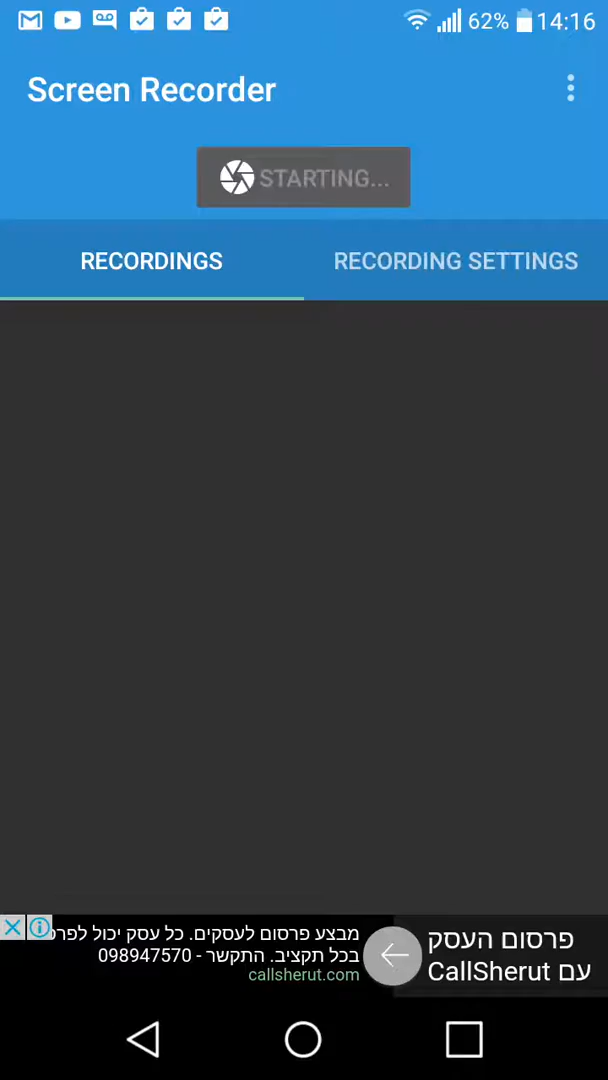 62% 14:16
Screen Recorder
STARTING...
RECORDINGS
RECORDING SETTINGS
מבצע פרסום לעסקים. כל עסק יכול לפרס
בכל תקציב. התקשר - 098947570
callsherut.com
פרסום העסק
עם CallSherut